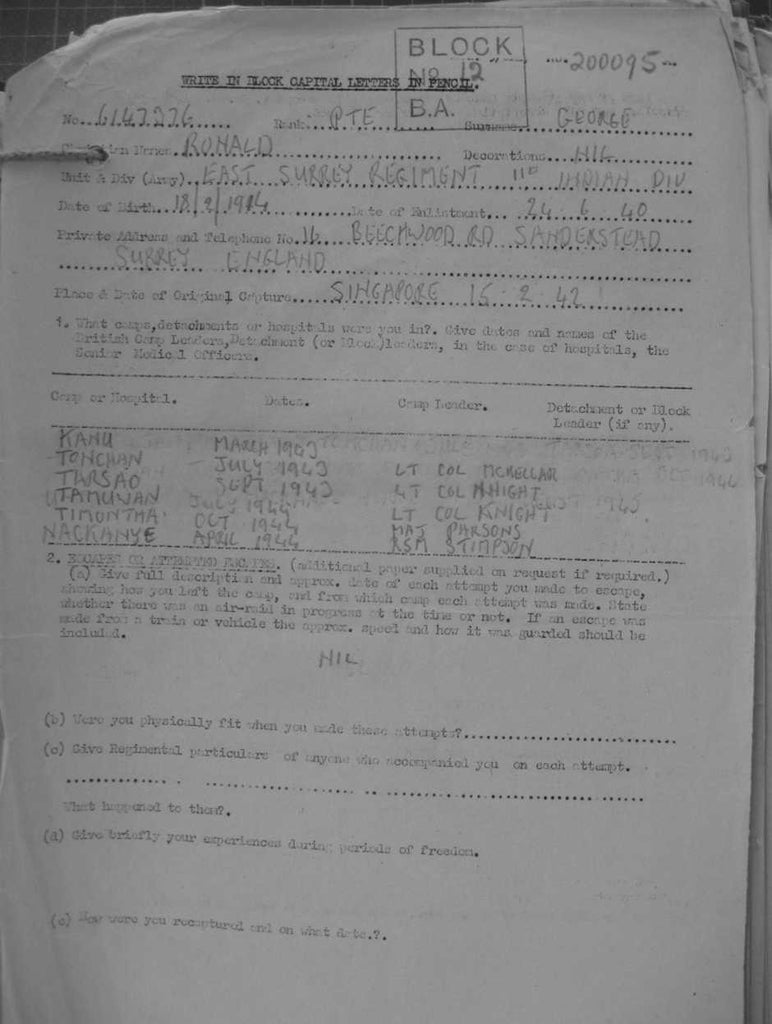 BLOCK
No 12
B.A.
200095
WRITE IN BLOCK CAPITAL LETTERS IN PENCIL.
No. 6147276 Rank. PTE Surname GEORGE
Christian Names. RONALD Decorations. NIL
Unit & Div (Army). EAST SURREY REGIMENT 11th INDIAN DIV
Date of Birth. 18/2/1914 Date of Enlistment. 24.6.40
Private Address and Telephone No. 16 BEECHWOOD RD SANDERSTEAD
SURREY ENGLAND
Place & Date of Original Capture. SINGAPORE 15.2.42
1. What camps, detachments or hospitals were you in?. Give dates and names of the
British Camp Leaders, Detachment (or Block) leaders, in the case of hospitals, the
Senior Medical Officers.
Camp or Hospital. Dates. Camp Leader. Detachment or Block
Leader (if any).
KANU MARCH 1943
TONCHAN JULY 1943 LT COL MCKELLAR
TARSAO SEPT 1943 LT COL KNIGHT
JULY 1944 LT COL KNIGHT
OCT 1944 MAJ PARSONS
NACKANYE APRIL 1944 RSM STIMPSON
2. ESCAPES OR ATTEMPTED ESCAPES. (additional paper supplied on request if required.)
(a) Give full description and approx. date of each attempt you made to escape,
showing how you left the camp, and from which camp each attempt was made. State
whether there was an air-raid in progress at the time or not. If an escape was
made from a train or vehicle the approx. speed and how it was guarded should be
included.
NIL
(b) Were you physically fit when you made these attempts?
(c) Give Regimental particulars of anyone who accompanied you on each attempt.
What happened to them?.
(d) Give briefly your experiences during periods of freedom.
(e) How were you recaptured and on what date.?.